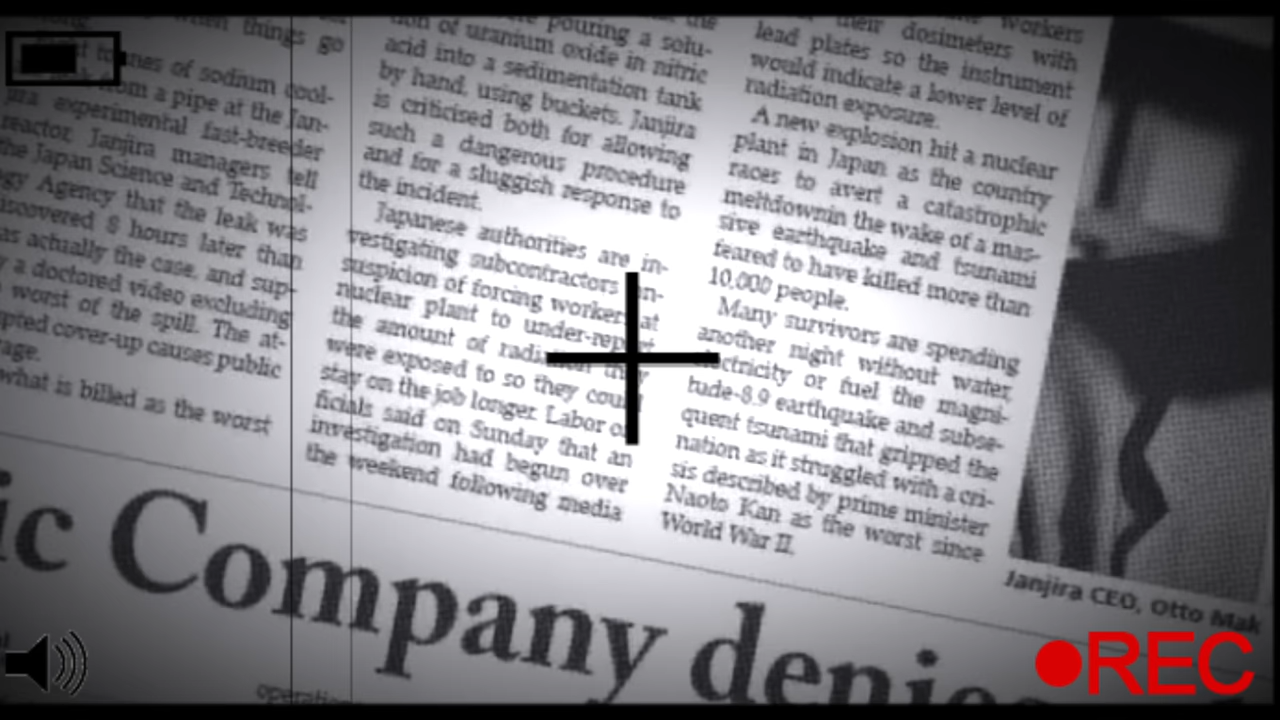 when things go
tonnes of sodium cool-
from a pipe at the Jan-
jira experimental fast-breeder
reactor, Janjira managers tell
the Japan Science and Technol-
ogy Agency that the leak was
discovered 8 hours later than
as actually the case, and sup-
a doctored video excluding
worst of the spill. The at-
cover-up causes public
what is billed as the worst
pouring a solu-
tion of uranium oxide in nitric
acid into a sedimentation tank
by hand, using buckets. Janjira
is criticised both for allowing
such a dangerous procedure
and for a sluggish response to
the incident.
Japanese authorities are in-
vestigating subcontractors
suspicion of forcing workers at
nuclear plant to under-report
the amount of radiation they
were exposed to so they could
stay on the job longer. Labor of
ficials said on Sunday that an
investigation had begun over
the weekend following media
workers
their dosimeters with
lead plates so the instrument
would indicate a lower level of
radiation exposure.
A new explosion hit a nuclear
plant in Japan as the country
races to avert a catastrophic
meltdownin the wake of a mas-
sive earthquake and tsunami
feared to have killed more than
10,000 people.
Many survivors are spending
another night without water,
electricity or fuel the magni-
tude-8.9 earthquake and subse-
quent tsunami that gripped the
nation as it struggled with a cri-
sis described by prime minister
Naoto Kan as the worst since
World War II.
Janjira CEO, Otto Mak
ic Company denies
operation
REC